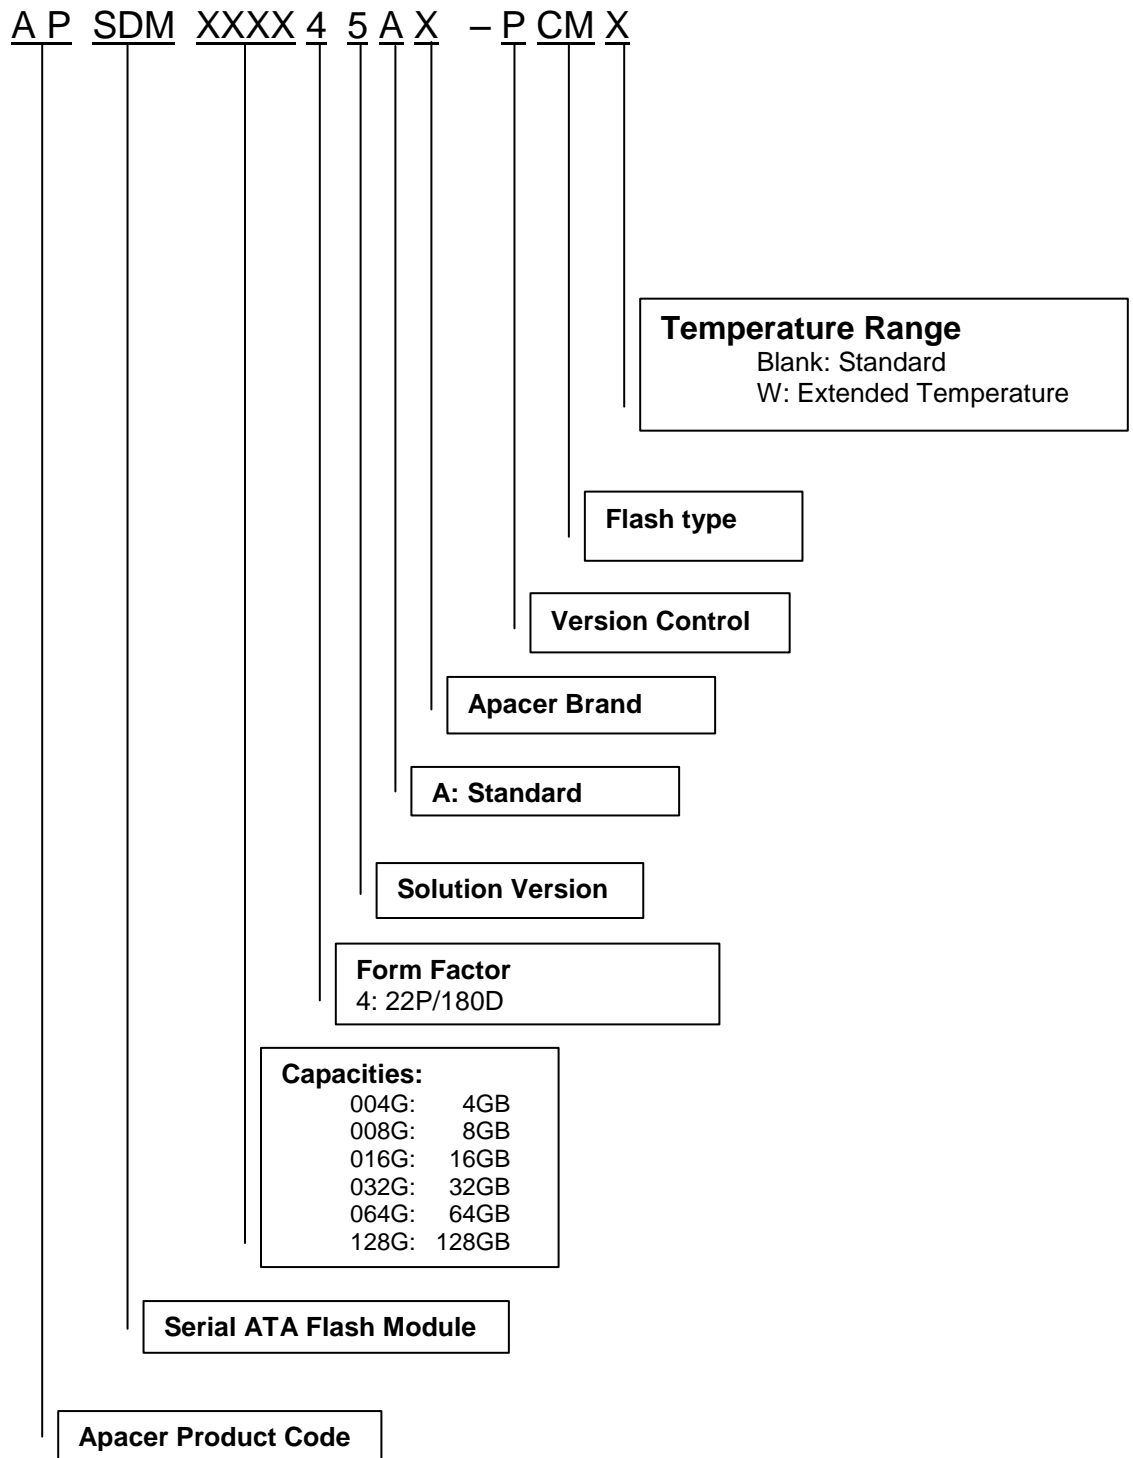 A P SDM XXXX 4 5 A X – P CM X
Temperature Range
Blank: Standard
W: Extended Temperature
Flash type
Version Control
Apacer Brand
A: Standard
Solution Version
Form Factor
4: 22P/180D
Capacities:
004G: 4GB
008G: 8GB
016G: 16GB
032G: 32GB
064G: 64GB
128G: 128GB
Serial ATA Flash Module
Apacer Product Code